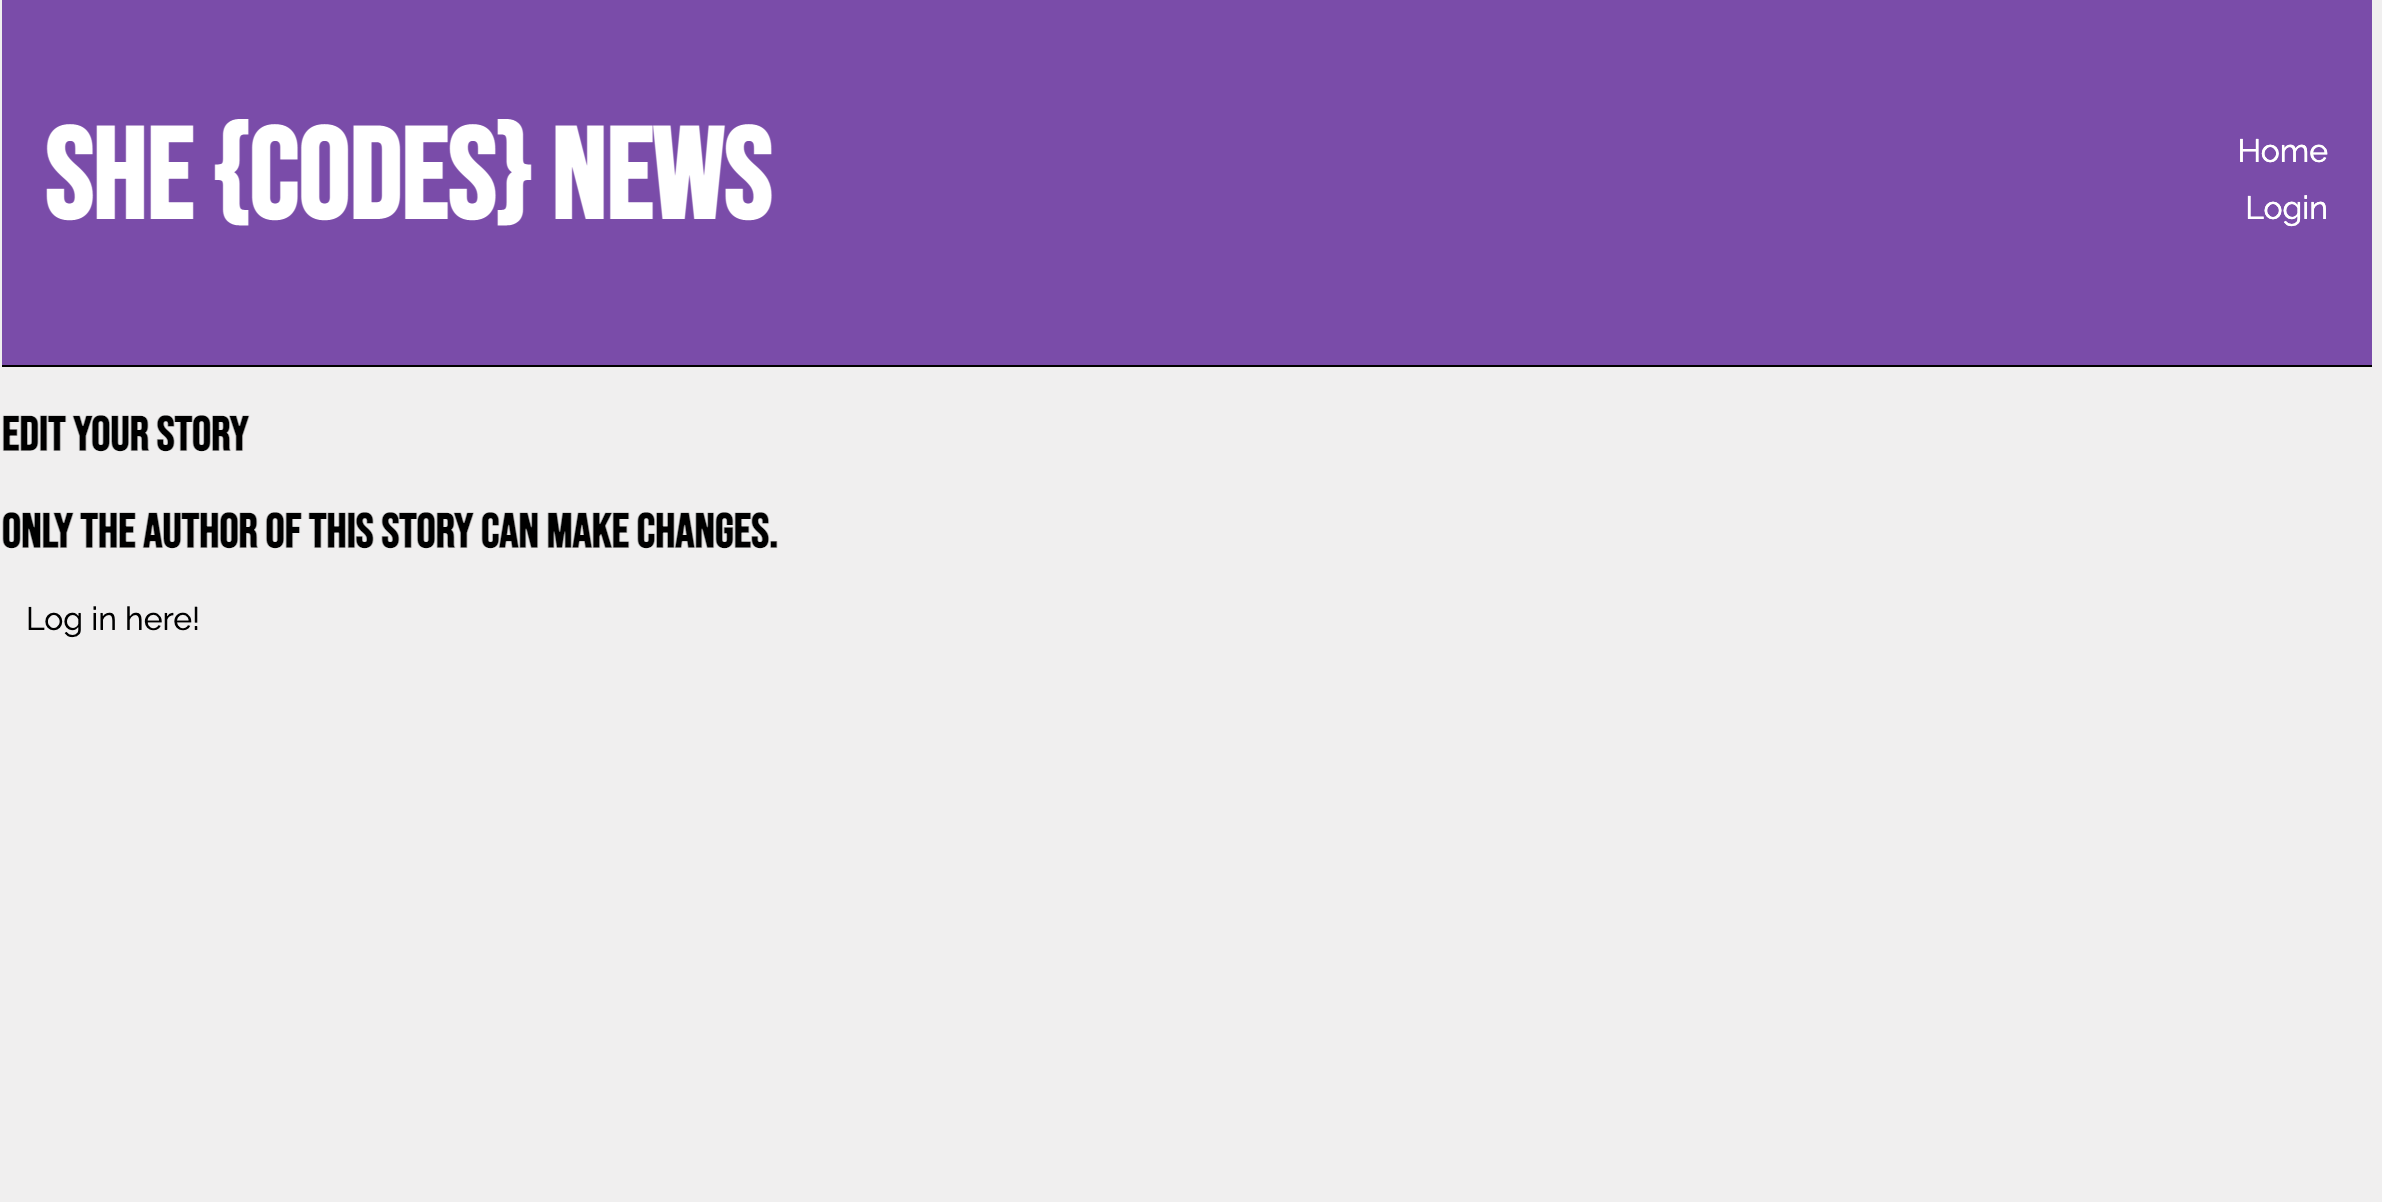 SHE {CODES} NEWS
Home
Login
EDIT YOUR STORY
ONLY THE AUTHOR OF THIS STORY CAN MAKE CHANGES.
Log in here!